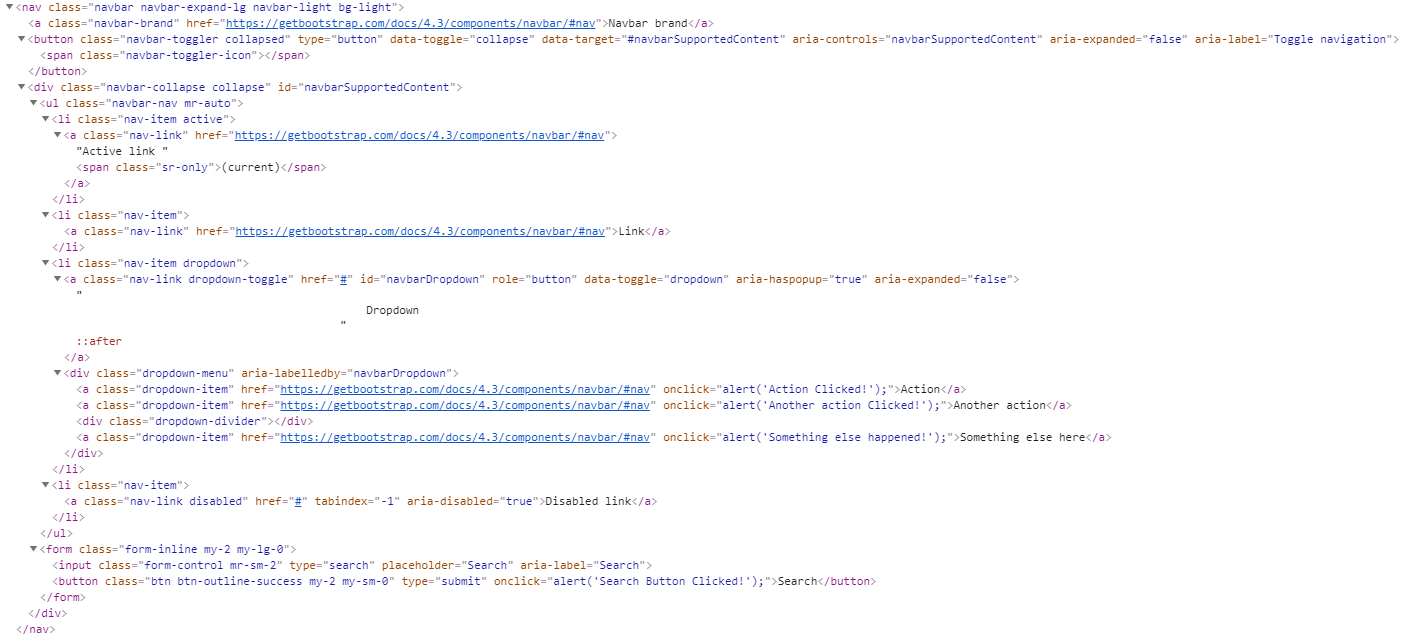 <nav class="navbar navbar-expand-lg navbar-light bg-light">
<a class="navbar-brand" href="https://getbootstrap.com/docs/4.3/components/navbar/#nav">Navbar brand</a>
<button class="navbar-toggler collapsed" type="button" data-toggle="collapse" data-target="#navbarSupportedContent" aria-controls="navbarSupportedContent" aria-expanded="false" aria-label="Toggle navigation">
<span class="navbar-toggler-icon"></span>
</button>
<div class="navbar-collapse collapse" id="navbarSupportedContent">
<ul class="navbar-nav mr-auto">
<li class="nav-item active">
<a class="nav-link" href="https://getbootstrap.com/docs/4.3/components/navbar/#nav">
"Active link "
<span class="sr-only">(current)</span>
</a>
</li>
<li class="nav-item">
<a class="nav-link" href="https://getbootstrap.com/docs/4.3/components/navbar/#nav">Link</a>
</li>
<li class="nav-item dropdown">
<a class="nav-link dropdown-toggle" href="#" id="navbarDropdown" role="button" data-toggle="dropdown" aria-haspopup="true" aria-expanded="false">
"
Dropdown
"
::after
</a>
<div class="dropdown-menu" aria-labelledby="navbarDropdown">
<a class="dropdown-item" href="https://getbootstrap.com/docs/4.3/components/navbar/#nav" onclick="alert('Action Clicked!');">Action</a>
<a class="dropdown-item" href="https://getbootstrap.com/docs/4.3/components/navbar/#nav" onclick="alert('Another action Clicked!');">Another action</a>
<div class="dropdown-divider"></div>
<a class="dropdown-item" href="https://getbootstrap.com/docs/4.3/components/navbar/#nav" onclick="alert('Something else happened!');">Something else here</a>
</div>
</li>
<li class="nav-item">
<a class="nav-link disabled" href="#" tabindex="-1" aria-disabled="true">Disabled link</a>
</li>
</ul>
<form class="form-inline my-2 my-lg-0">
<input class="form-control mr-sm-2" type="search" placeholder="Search" aria-label="Search">
<button class="btn btn-outline-success my-2 my-sm-0" type="submit" onclick="alert('Search Button Clicked!');">Search</button>
</form>
</div>
</nav>